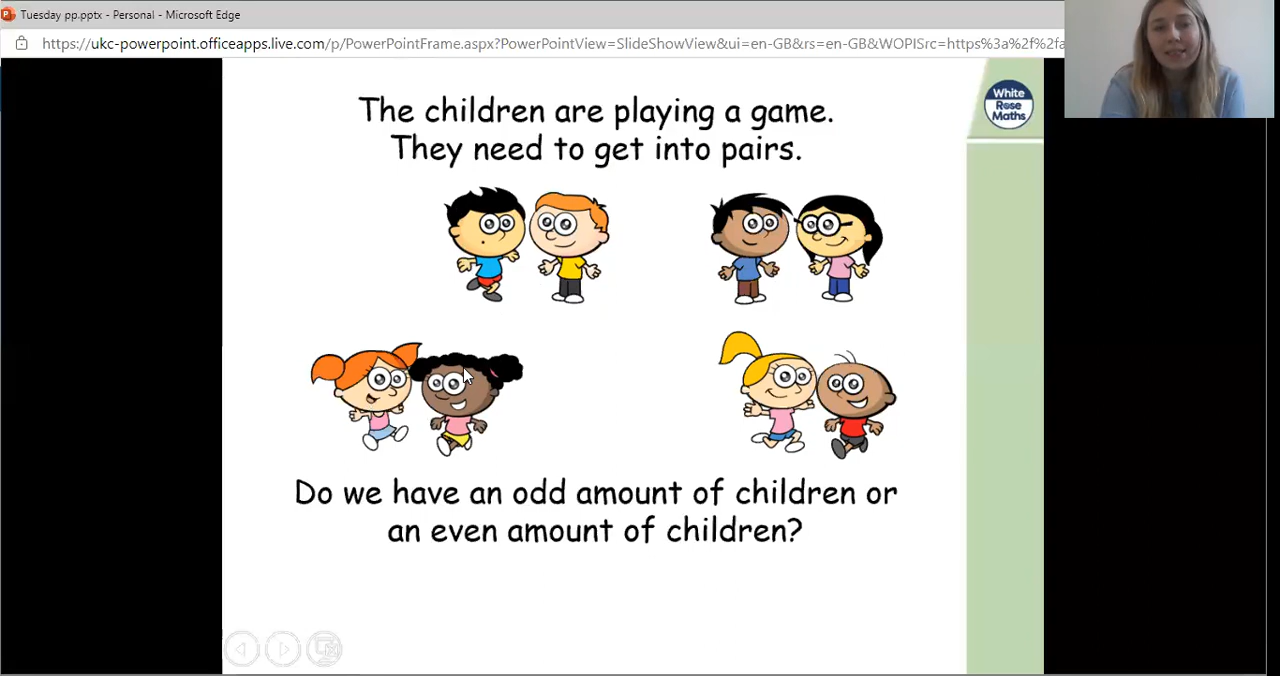 Tuesday pp.pptx - Personal - Microsoft Edge
https://ukc-powerpoint.officeapps.live.com/p/PowerPointFrame.aspx?PowerPointView=SlideShowView&ui=en-GB&rs=en-GB&WOPISrc=https%3a%2f%2fa
White
Rose
Maths
The children are playing a game.
They need to get into pairs.
Do we have an odd amount of children or
an even amount of children?